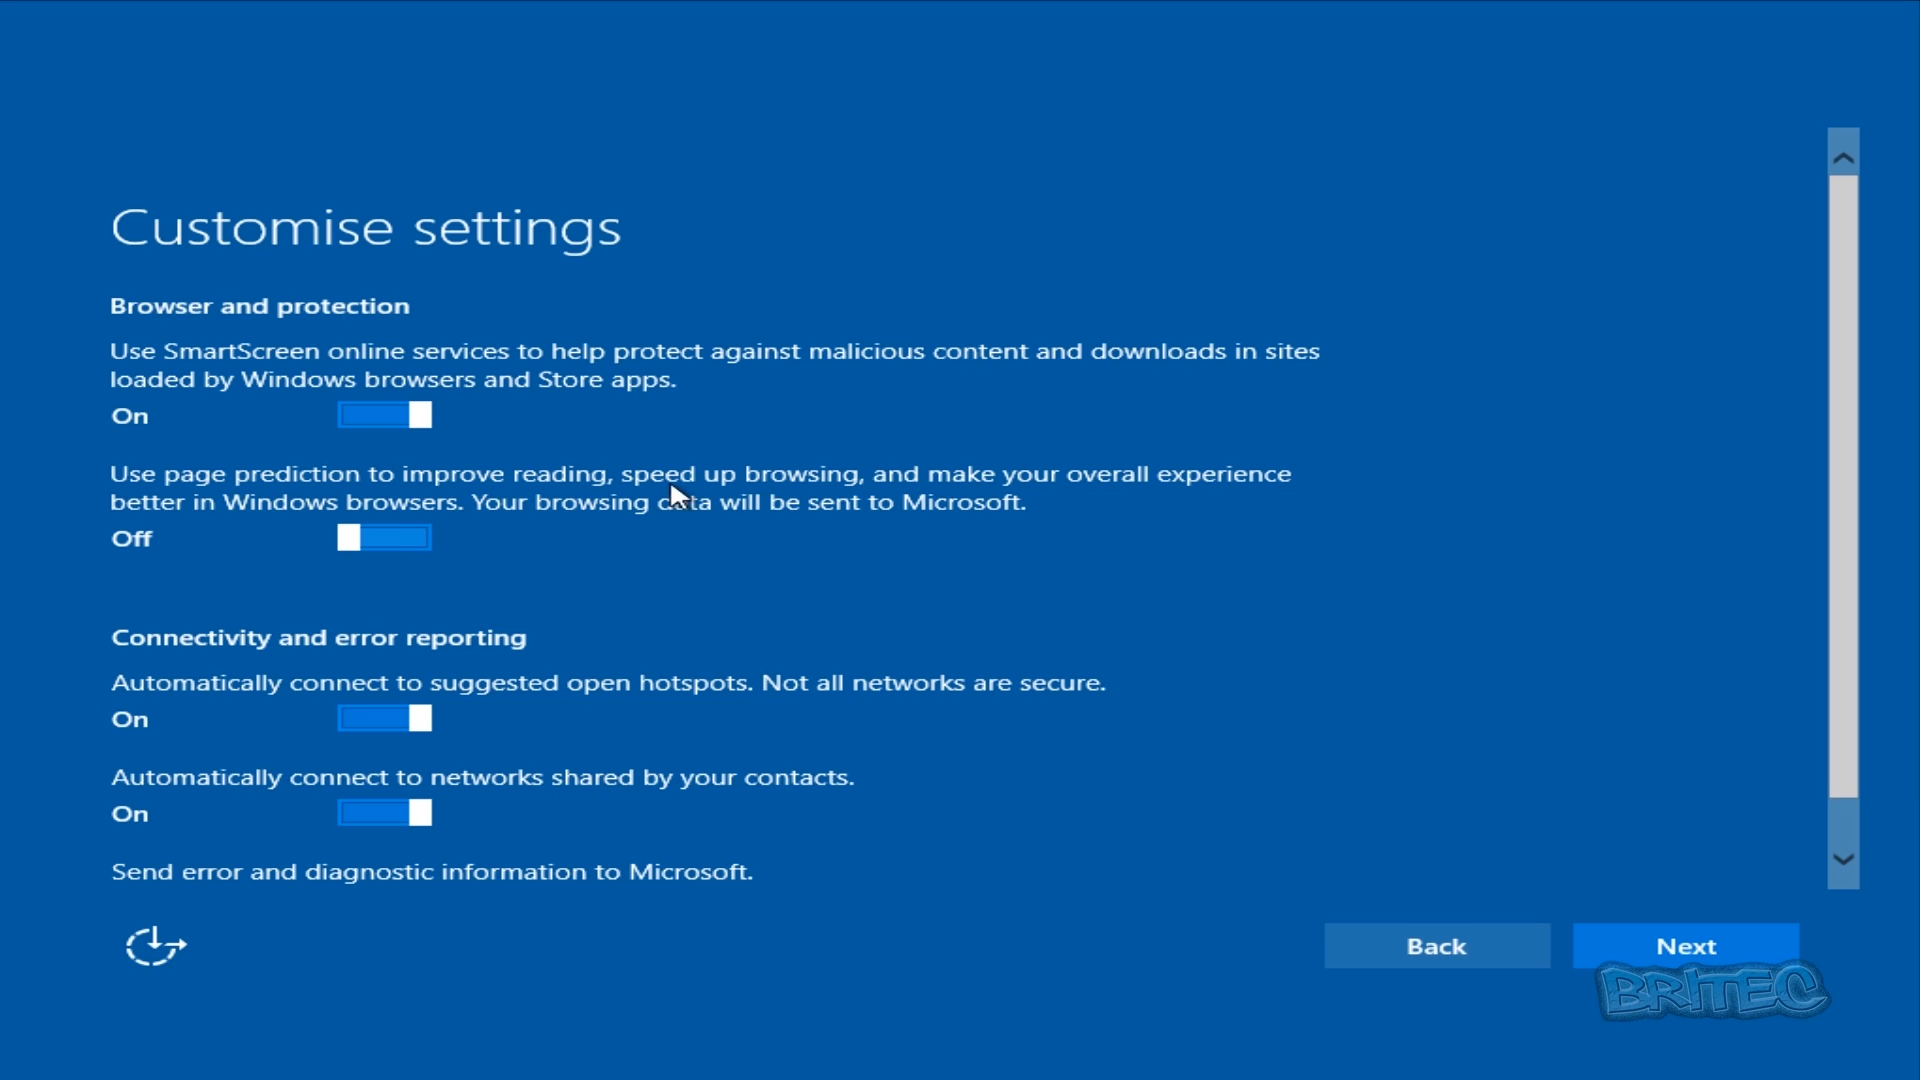 Customise settings
Browser and protection
Use SmartScreen online services to help protect against malicious content and downloads in sites
loaded by Windows browsers and Store apps.
On
Use page prediction to improve reading, speed up browsing, and make your overall experience
better in Windows browsers. Your browsing data will be sent to Microsoft.
Off
Connectivity and error reporting
Automatically connect to suggested open hotspots. Not all networks are secure.
On
Automatically connect to networks shared by your contacts.
On
Send error and diagnostic information to Microsoft.
Back
Next
BRITEC